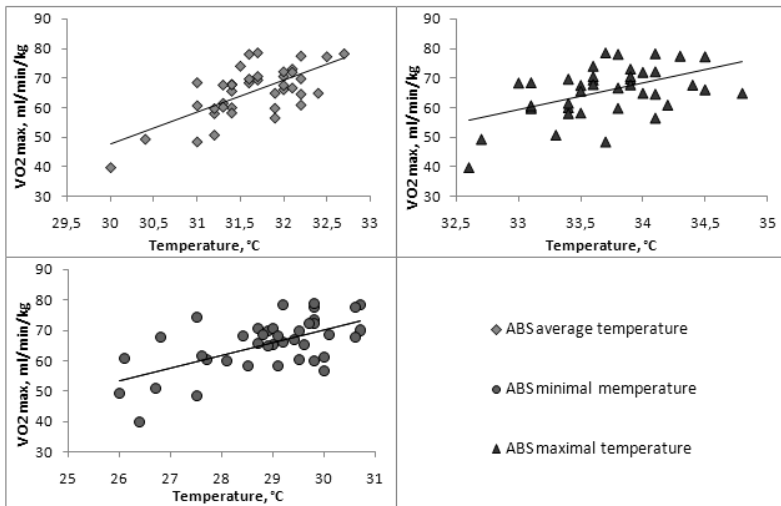 90
80
70
60
50
40
30
VO2 max, ml/min/kg
29,5 30 30,5 31 31,5 32 32,5 33
Temperature, °C
90
80
70
60
50
40
30
VO2 max, ml/min/kg
32,5 33 33,5 34 34,5 35
Temperature, °C
90
80
70
60
50
40
30
VO2 max, ml/min/kg
25 26 27 28 29 30 31
Temperature, °C
ABS average temperature
ABS minimal memperature
ABS maximal temperature